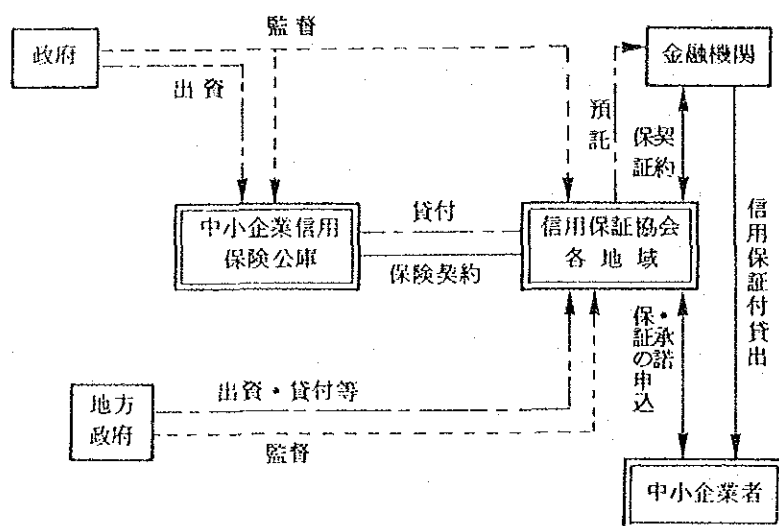 監督
政府
出資
金融機関
預託
保証
契約
中小企業信用
保険公庫
貸付
保険契約
信用保証協会
各地域
信用保証付貸出
保証の申込
・承諾
地方
政府
出資・貸付等
監督
中小企業者